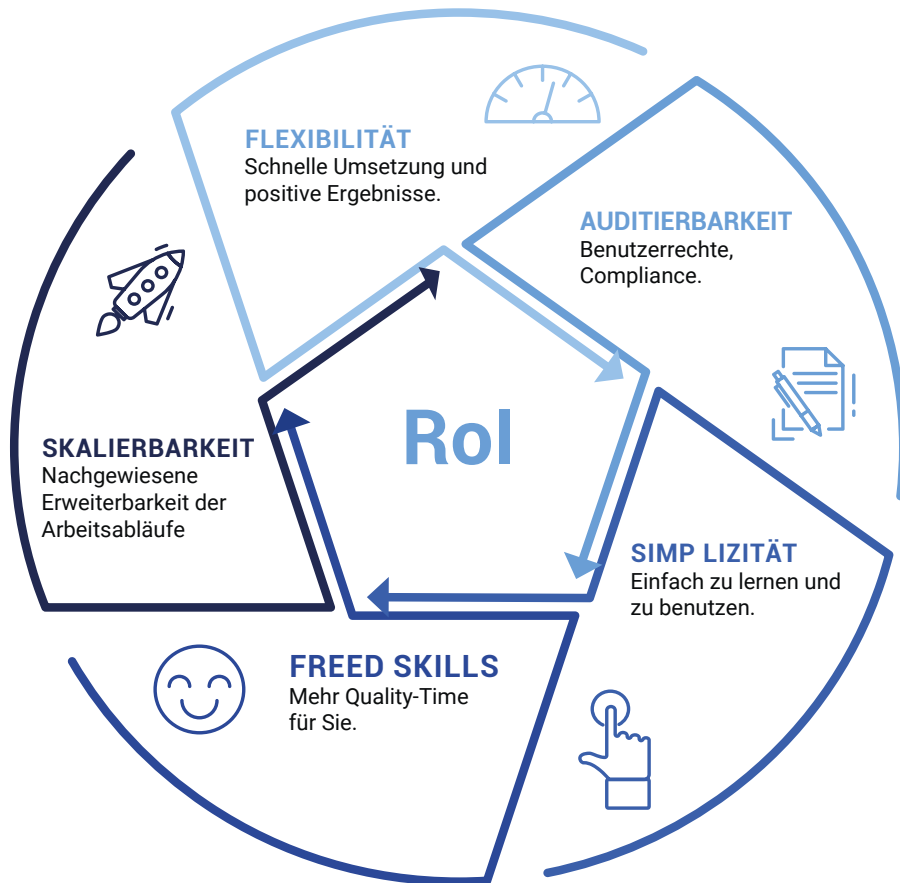 FLEXIBILITÄT
Schnelle Umsetzung und
positive Ergebnisse.
AUDITIERBARKEIT
Benutzerrechte,
Compliance.
RoI
SKALIERBARKEIT
Nachgewiesene
Erweiterbarkeit der
Arbeitsabläufe
SIMP LIZITÄT
Einfach zu lernen und
zu benutzen.
FREED SKILLS
Mehr Quality-Time
für Sie.